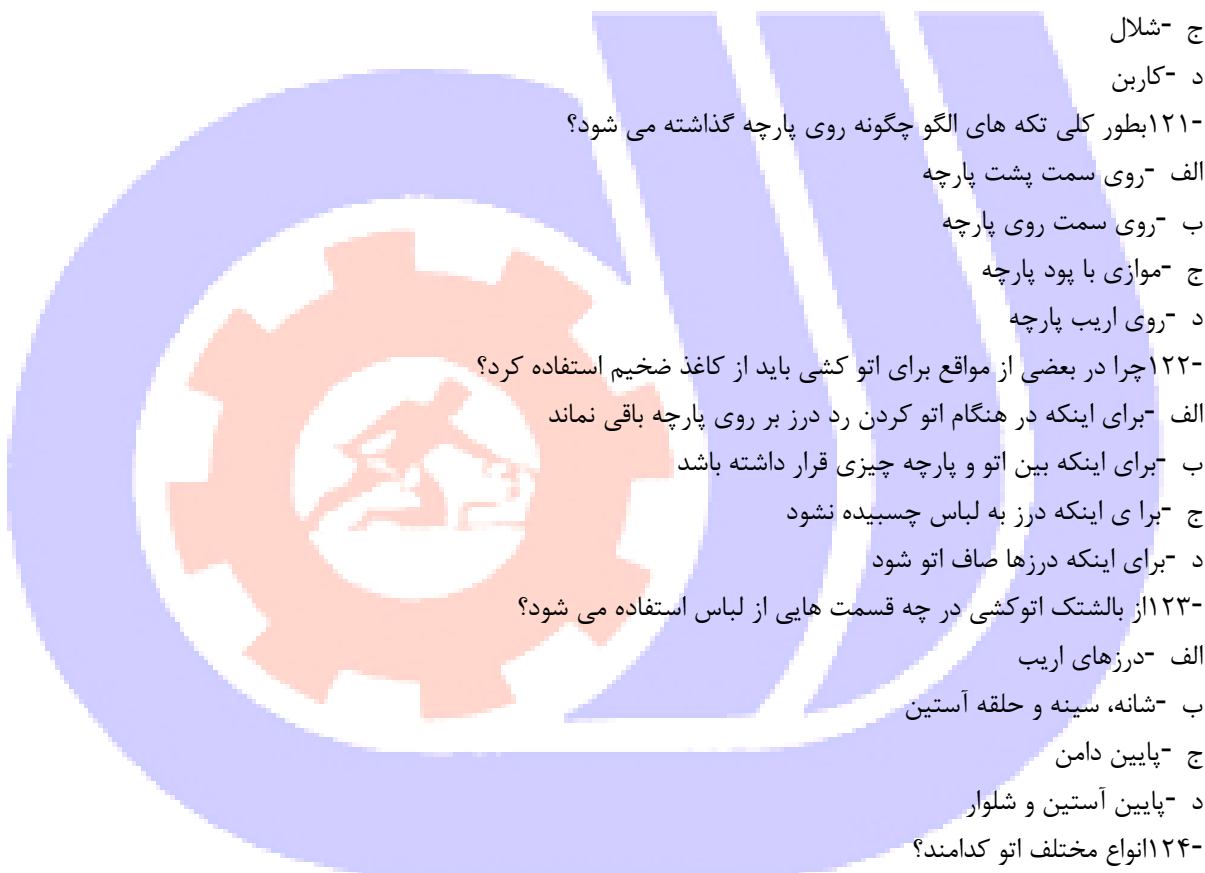 ج -شلال
د -کاربن
-۱۲۱بطور کلی تکه های الگو چگونه روی پارچه گذاشته می شود؟
الف -روی سمت پشت پارچه
ب -روی سمت روی پارچه
ج -موازی با پود پارچه
د -روی اریب پارچه
-۱۲۲چرا در بعضی از مواقع برای اتو کشی باید از کاغذ ضخیم استفاده کرد؟
الف -برای اینکه در هنگام اتو کردن رد درز بر روی پارچه باقی نماند
ب -برای اینکه بین اتو و پارچه چیزی قرار داشته باشد
ج -برا ی اینکه درز به لباس چسبیده نشود
د -برای اینکه درزها صاف اتو شود
-۱۲۳از بالشتک اتوکشی در چه قسمت هایی از لباس استفاده می شود؟
الف -درزهای اریب
ب -شانه، سینه و حلقه آستین
ج -پایین دامن
د -پایین آستین و شلوار
-۱۲۴انواع مختلف اتو کدامند؟